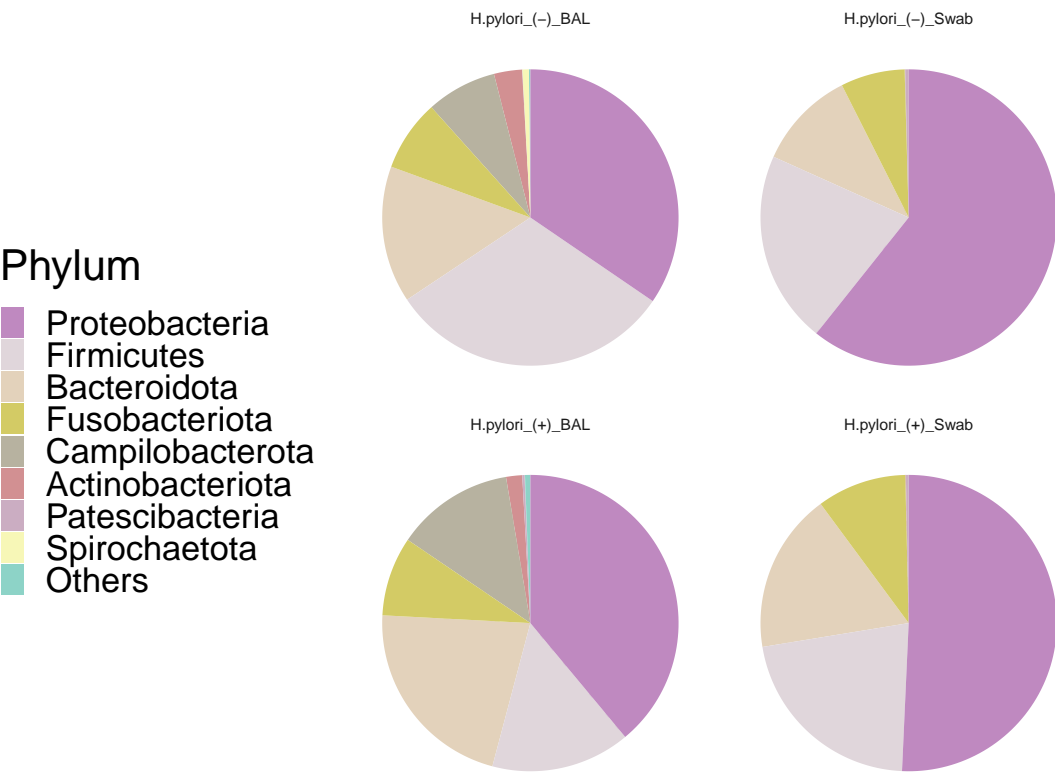 H.pylori_(−)_BAL
H.pylori_(−)_Swab
Phylum
Proteobacteria
Firmicutes
Bacteroidota
Fusobacteriota
Campilobacterota
Actinobacteriota
Patescibacteria
Spirochaetota
Others
H.pylori_(+)_BAL
H.pylori_(+)_Swab